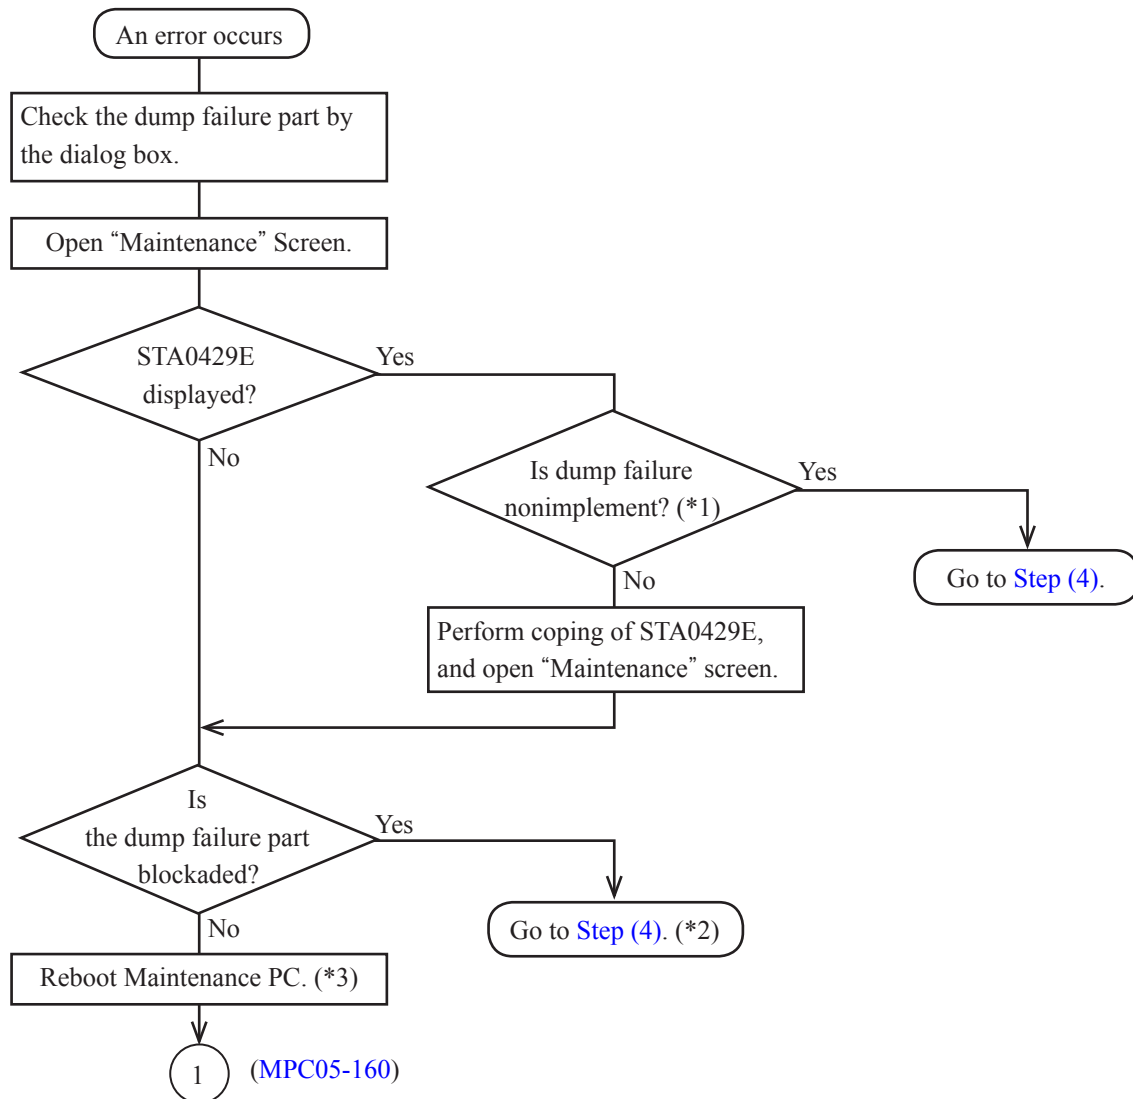 An error occurs
Check the dump failure part by
the dialog box.
Open “Maintenance” Screen.
STA0429E
displayed?
Yes
No
Is dump failure
nonimplement? (*1)
Yes
Go to Step (4).
No
Perform coping of STA0429E,
and open “Maintenance” screen.
Is
the dump failure part
blockaded?
Yes
Go to Step (4). (*2)
No
Reboot Maintenance PC. (*3)
1
(MPC05-160)